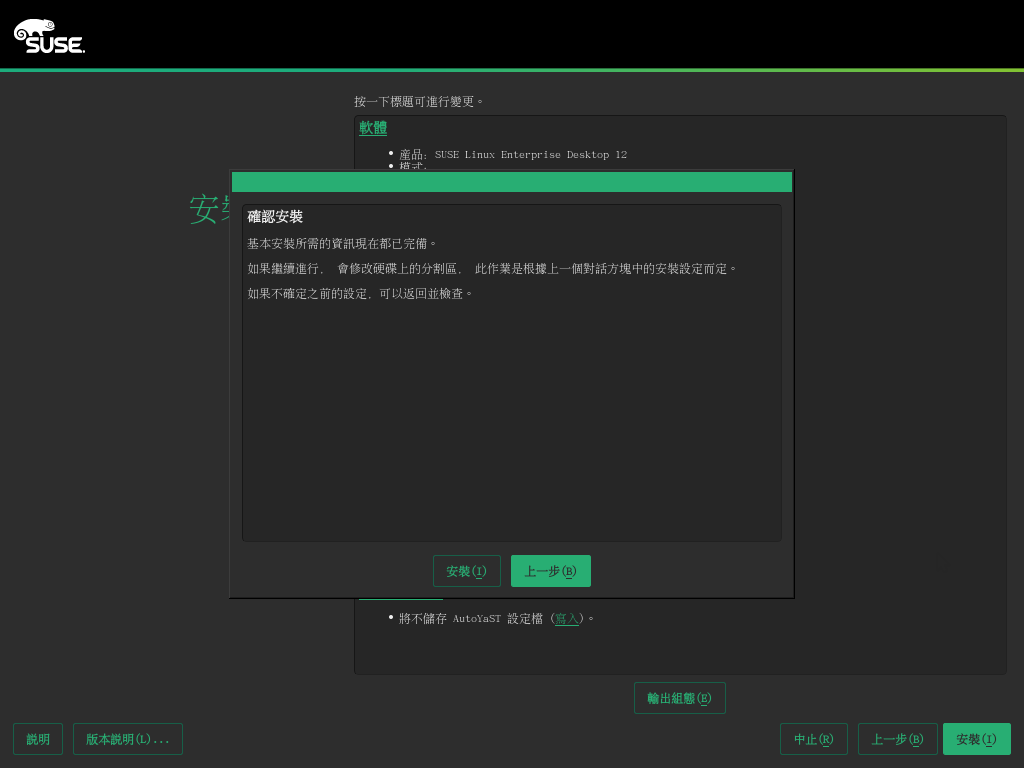 SUSE.
按一下標題可進行變更。
軟體
• 產品: SUSE Linux Enterprise Desktop 12
• 模式:
安裝
確認安裝
基本安裝所需的資訊現在都已完備。
如果繼續進行, 會修改硬碟上的分割區, 此作業是根據上一個對話方塊中的安裝設定而定。
如果不確定之前的設定, 可以返回並檢查。
安裝(I) 上一步(B)
• 將不儲存 AutoYaST 設定檔 (寫入)。
輸出組態(E)
說明 版本說明(L)... 中止(R) 上一步(B) 安裝(I)